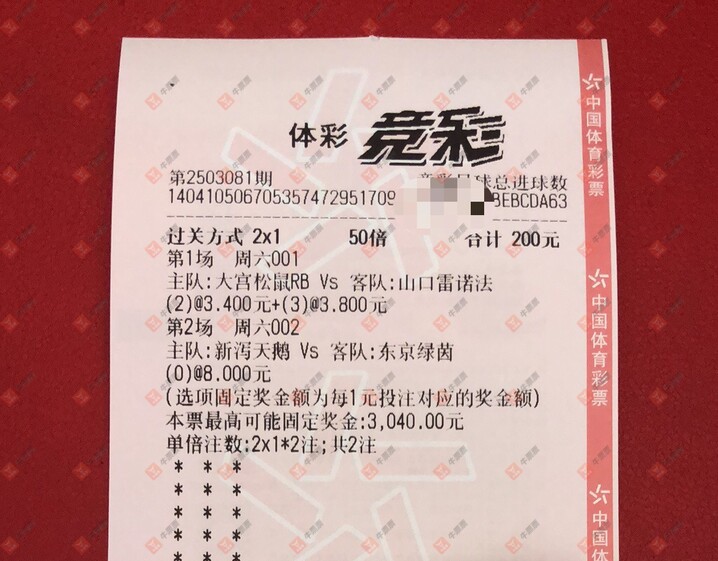 体彩 竞彩
第2503081期 竞彩足球总进球数
140410506705357472951709 BEBCDA63
过关方式 2x1 50倍 合计 200元
第1场 周六001
主队:大宫松鼠RB Vs 客队:山口雷诺法
(2)@3.400元+(3)@3.800元
第2场 周六002
主队:新泻天鹅 Vs 客队:东京绿茵
(0)@8.000元
(选项固定奖金额为每1元投注对应的奖金额)
本票最高可能固定奖金:3,040.00元
单倍注数:2x1*2注;共2注
* * *
* * *
* * *
* * *
* * *
中国体育彩票
中国体育彩票
中国体